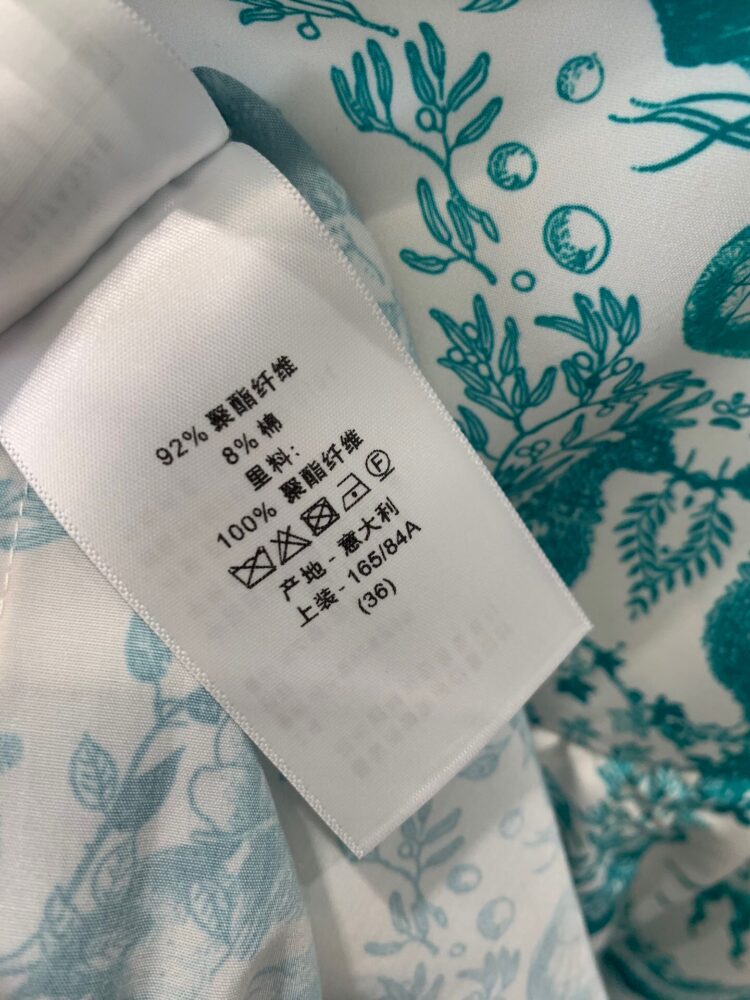 92% 聚酯纤维
8% 棉
里料:
100% 聚酯纤维
F
产地 - 意大利
上装 - 165/84A
(36)